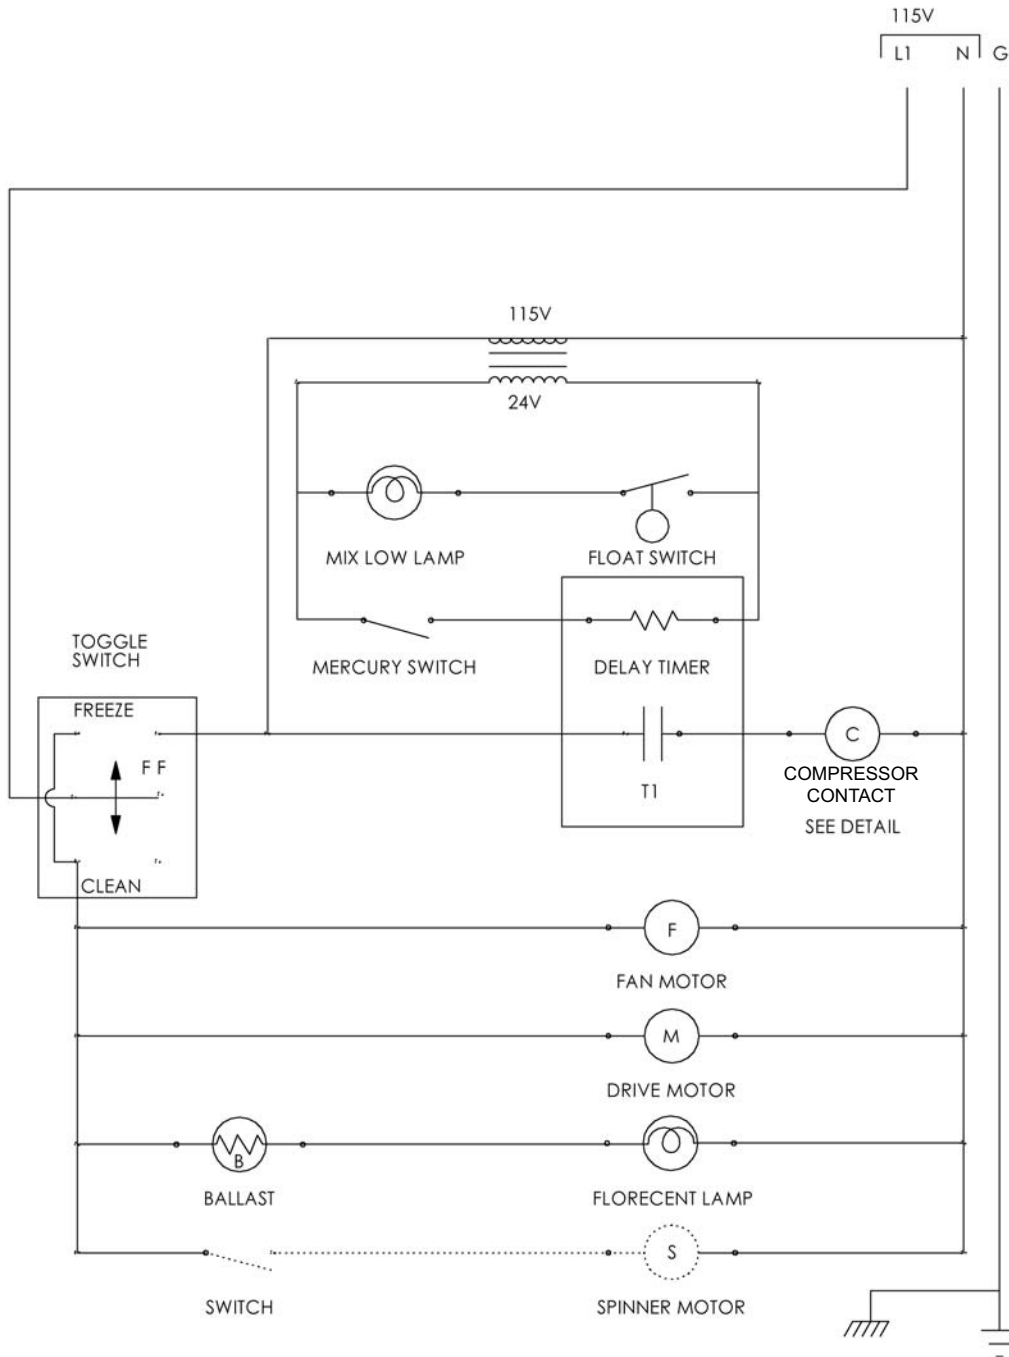 115V
L1 N G
115V
24V
MIX LOW LAMP
FLOAT SWITCH
MERCURY SWITCH
DELAY TIMER
TOGGLE
SWITCH
FREEZE
F F
CLEAN
T1
C
COMPRESSOR
CONTACT
SEE DETAIL
F
FAN MOTOR
M
DRIVE MOTOR
B
BALLAST
FLORECENT LAMP
S
SWITCH
SPINNER MOTOR